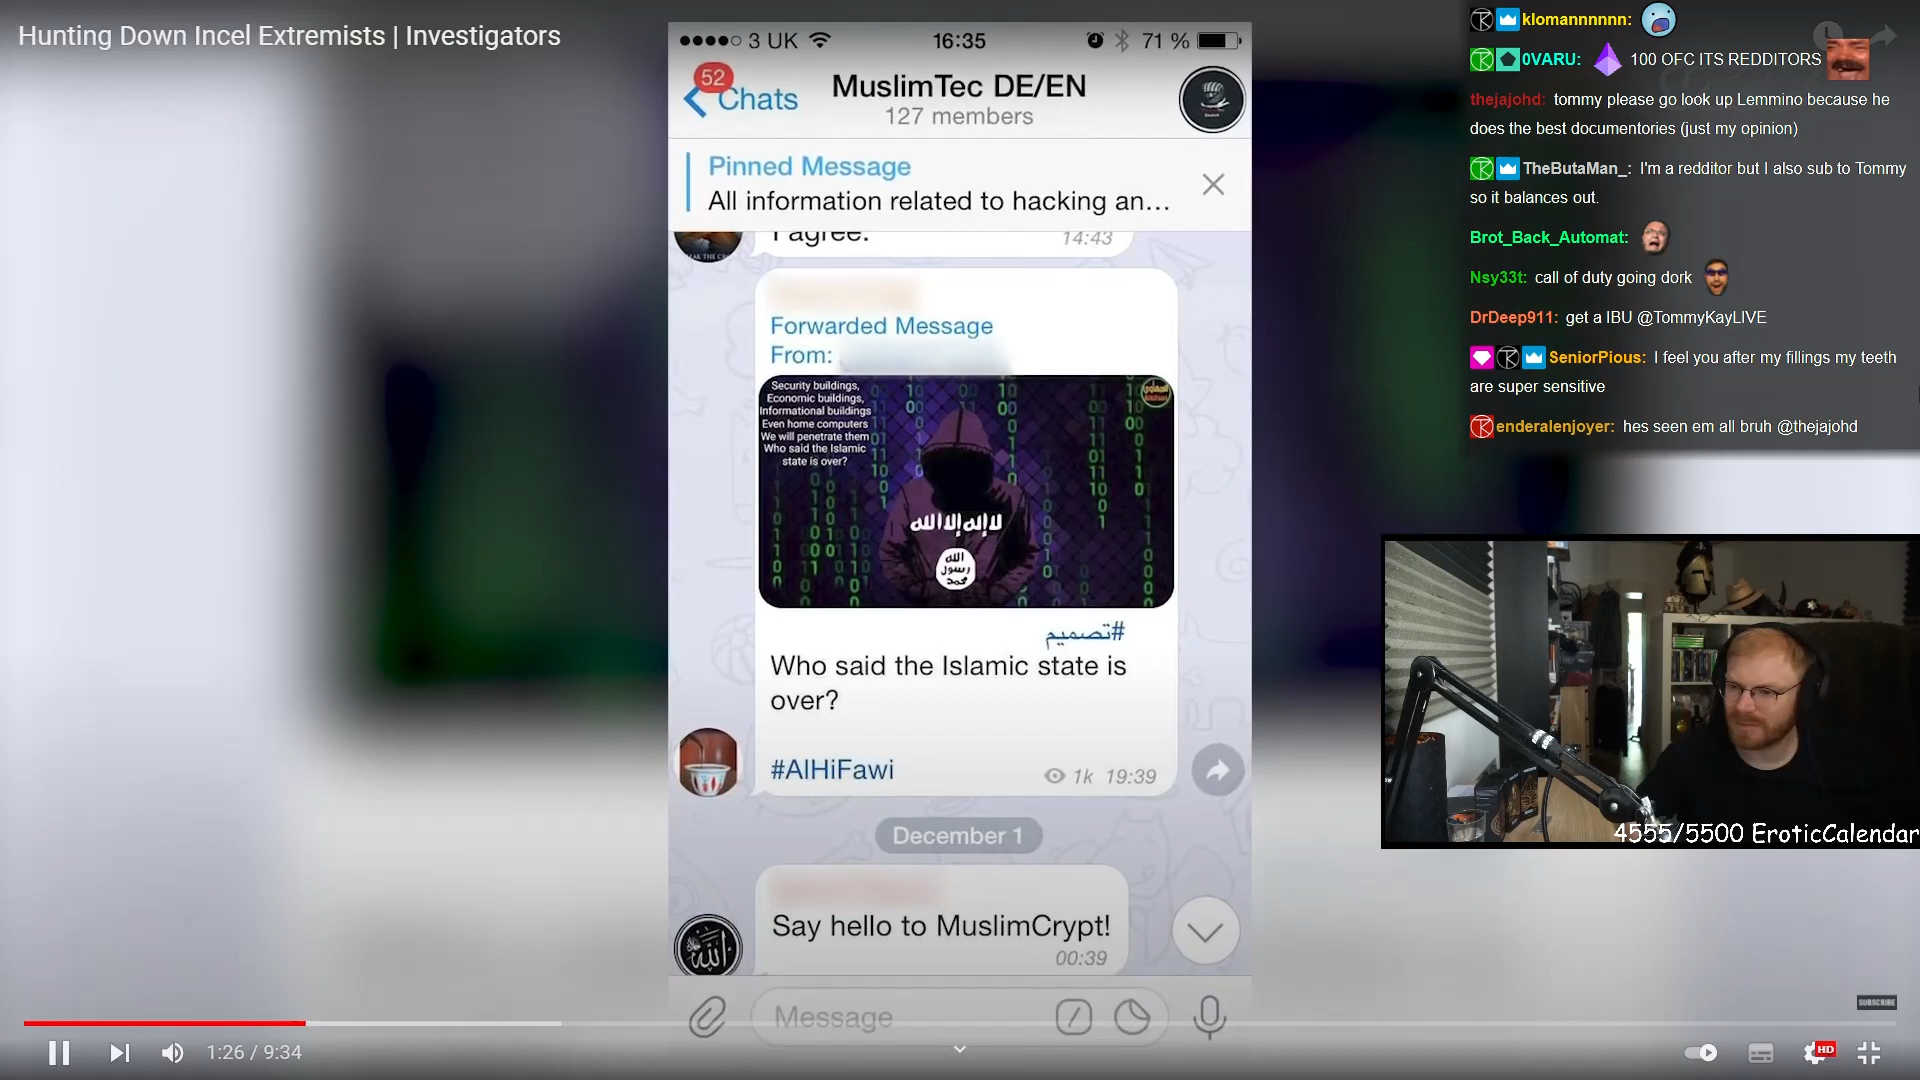 Hunting Down Incel Extremists | Investigators
3 UK
16:35
71 %
52
Chats
MuslimTec DE/EN
127 members
Pinned Message
All information related to hacking an...
I agree.
14:43
Forwarded Message
From:
Security buildings,
Economic buildings,
Informational buildings
Even home computers
We will penetrate them
Who said the Islamic
state is over?
لا إله إلا الله
الله
رسول
محمد
#تصميم
Who said the Islamic state is
over?
#AlHiFawi
1k 19:39
December 1
Say hello to MuslimCrypt!
00:39
Message
1:26 / 9:34
HD
SUBSCRIBE
klomannnnnn:
0VARU: 100 OFC ITS REDDITORS
thejajohd: tommy please go look up Lemmino because he
does the best documentories (just my opinion)
TheButaMan_: I'm a redditor but I also sub to Tommy
so it balances out.
Brot_Back_Automat:
Nsy33t: call of duty going dork
DrDeep911: get a IBU @TommyKayLIVE
SeniorPious: I feel you after my fillings my teeth
are super sensitive
enderalenjoyer: hes seen em all bruh @thejajohd
4555/5500 EroticCalendar